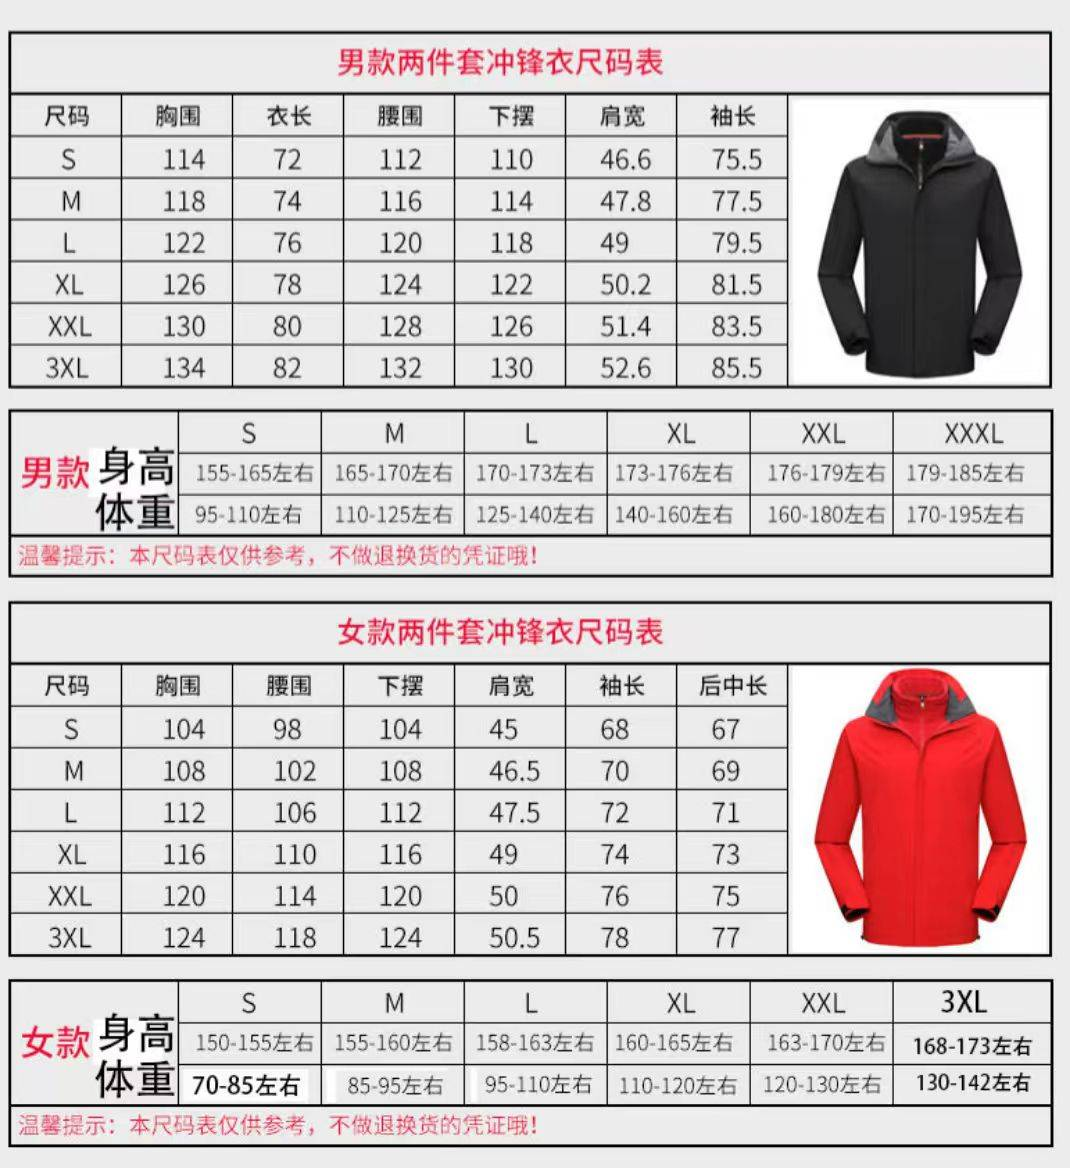 男款两件套冲锋衣尺码表
尺码 胸围 衣长 腰围 下摆 肩宽 袖长
S 114 72 112 110 46.6 75.5
M 118 74 116 114 47.8 77.5
L 122 76 120 118 49 79.5
XL 126 78 124 122 50.2 81.5
XXL 130 80 128 126 51.4 83.5
3XL 134 82 132 130 52.6 85.5
S M L XL XXL XXXL
男款 身高 155-165左右 165-170左右 170-173左右 173-176左右 176-179左右 179-185左右
体重 95-110左右 110-125左右 125-140左右 140-160左右 160-180左右 170-195左右
温馨提示：本尺码表仅供参考，不做退换货的凭证哦！
女款两件套冲锋衣尺码表
尺码 胸围 腰围 下摆 肩宽 袖长 后中长
S 104 98 104 45 68 67
M 108 102 108 46.5 70 69
L 112 106 112 47.5 72 71
XL 116 110 116 49 74 73
XXL 120 114 120 50 76 75
3XL 124 118 124 50.5 78 77
S M L XL XXL 3XL
女款 身高 150-155左右 155-160左右 158-163左右 160-165左右 163-170左右 168-173左右
体重 70-85左右 85-95左右 95-110左右 110-120左右 120-130左右 130-142左右
温馨提示：本尺码表仅供参考，不做退换货的凭证哦！